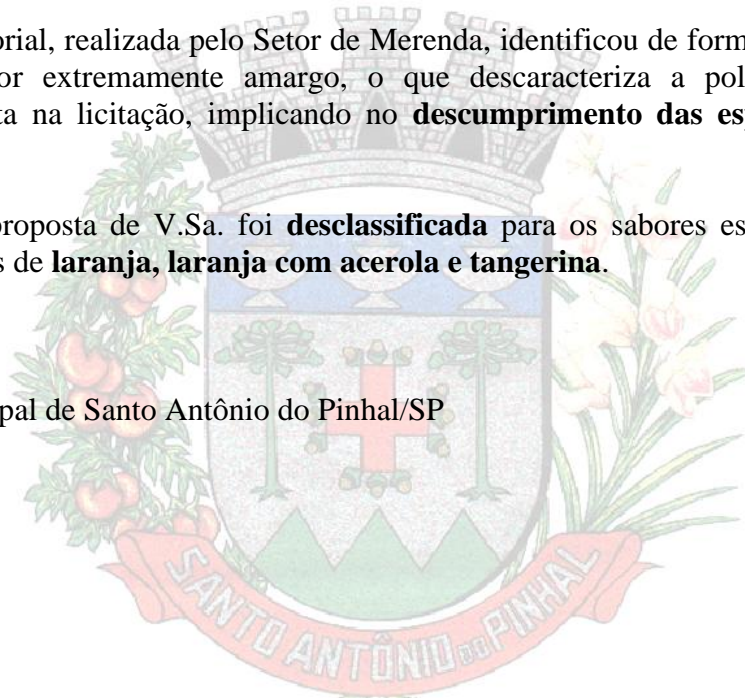 orial, realizada pelo Setor de Merenda, identificou de form
or extremamente amargo, o que descaracteriza a pol
ta na licitação, implicando no descumprimento das esp
proposta de V.Sa. foi desclassificada para os sabores es
s de laranja, laranja com acerola e tangerina.
pal de Santo Antônio do Pinhal/SP
SANTO ANTÔNIO DO PINHAL